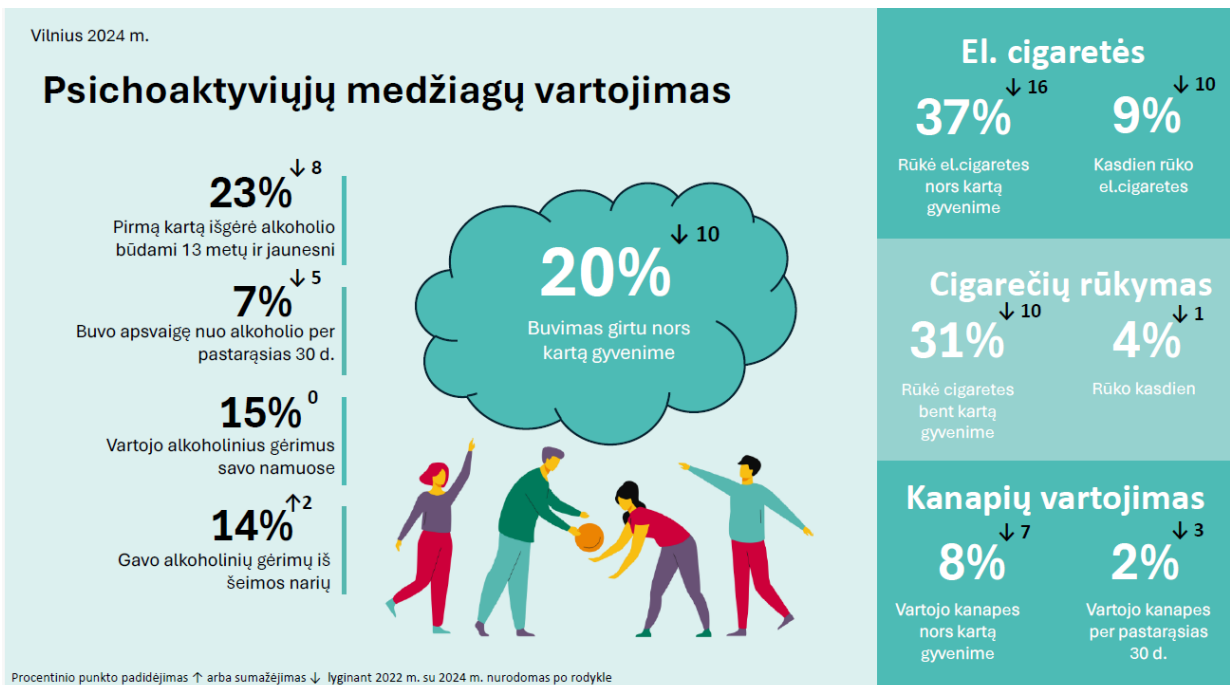 Vilnius 2024 m.
Psichoaktyviųjų medžiagų vartojimas
23% ↓ 8
Pirmą kartą išgėrė alkoholio
būdami 13 metų ir jaunesni
7% ↓ 5
Buvo apsvaigę nuo alkoholio per
pastarąsias 30 d.
15% 0
Vartojo alkoholinius gėrimus
savo namuose
14% ↑2
Gavo alkoholinių gėrimų iš
šeimos narių
20% ↓ 10
Buvimas girtu nors
kartą gyvenime
El. cigaretės
37% ↓ 16
Rūkė el.cigaretes
nors kartą
gyvenime
9% ↓ 10
Kasdien rūko
el.cigaretes
Cigarečių rūkymas
31% ↓ 10
Rūkė cigaretes
bent kartą
gyvenime
4% ↓ 1
Rūko kasdien
Kanapių vartojimas
8% ↓ 7
Vartojo kanapes
nors kartą
gyvenime
2% ↓ 3
Vartojo kanapes
per pastarąsias
30 d.
Procentinio punkto padidėjimas ↑ arba sumažėjimas ↓ lyginant 2022 m. su 2024 m. nurodomas po rodykle